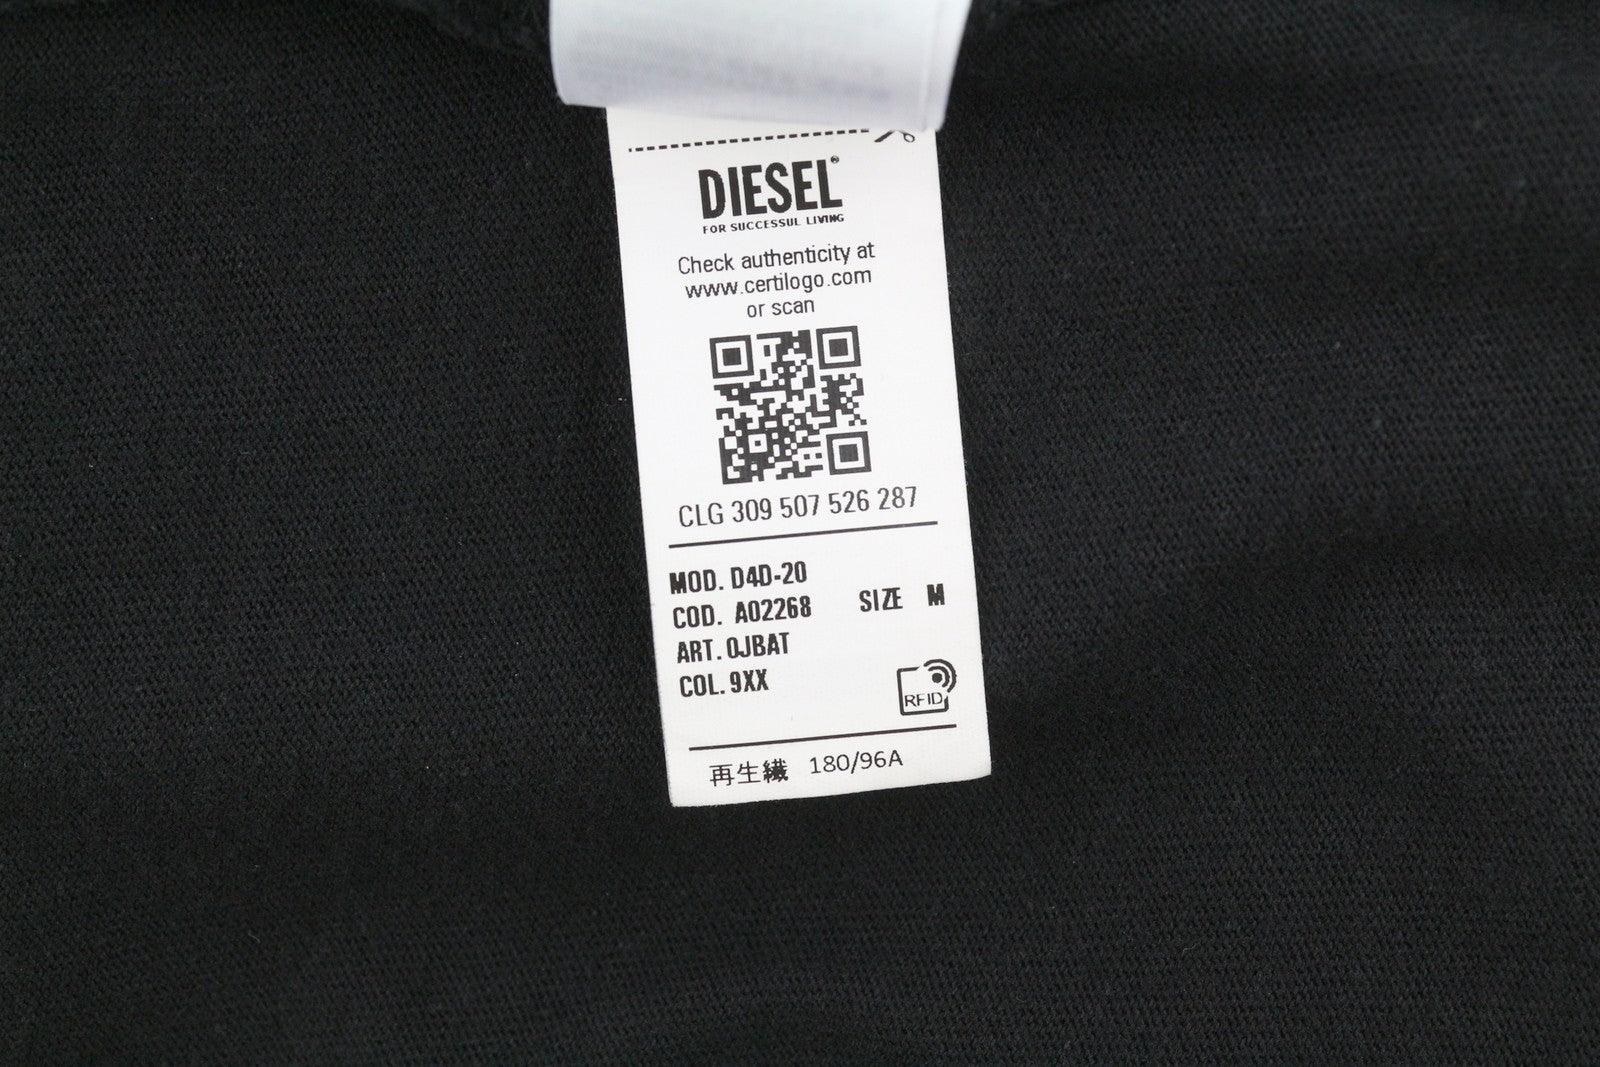 DIESEL®
FOR SUCCESSUL LIVING
Check authenticity at
www.certilogo.com
or scan
CLG 309 507 526 287
MOD. D4D-20
COD. A02268 SIZE M
ART. 0JBAT
COL. 9XX
RFID
再生繊 180/96A